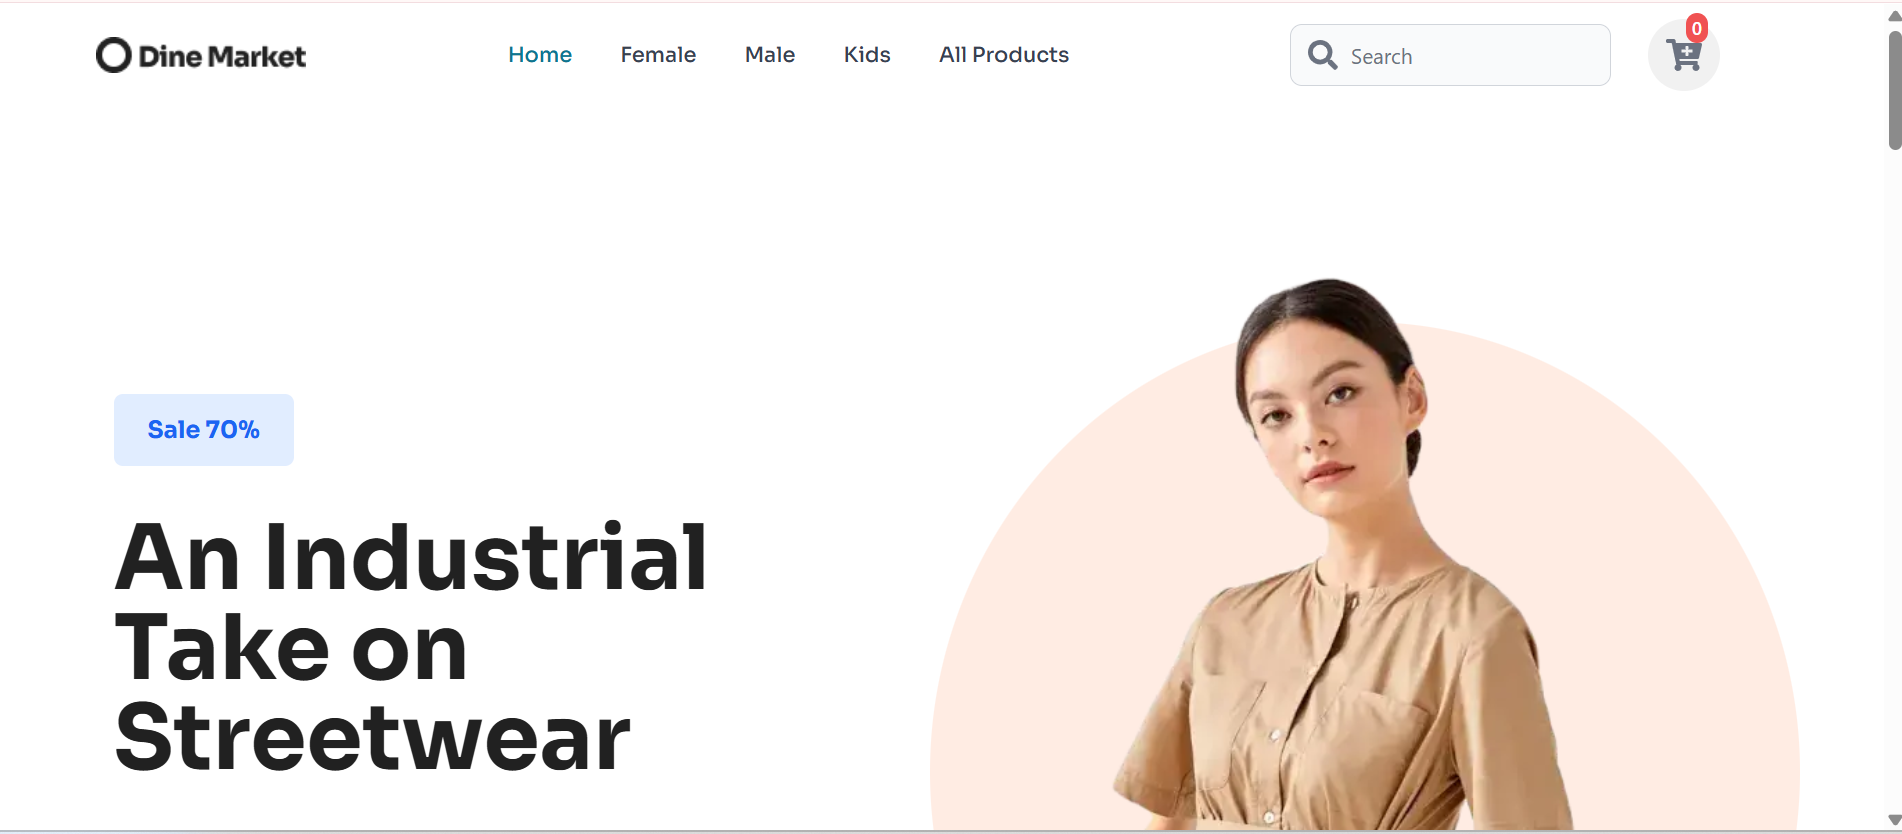 Dine Market
Home
Female
Male
Kids
All Products
Search
0
Sale 70%
An Industrial
Take on
Streetwear